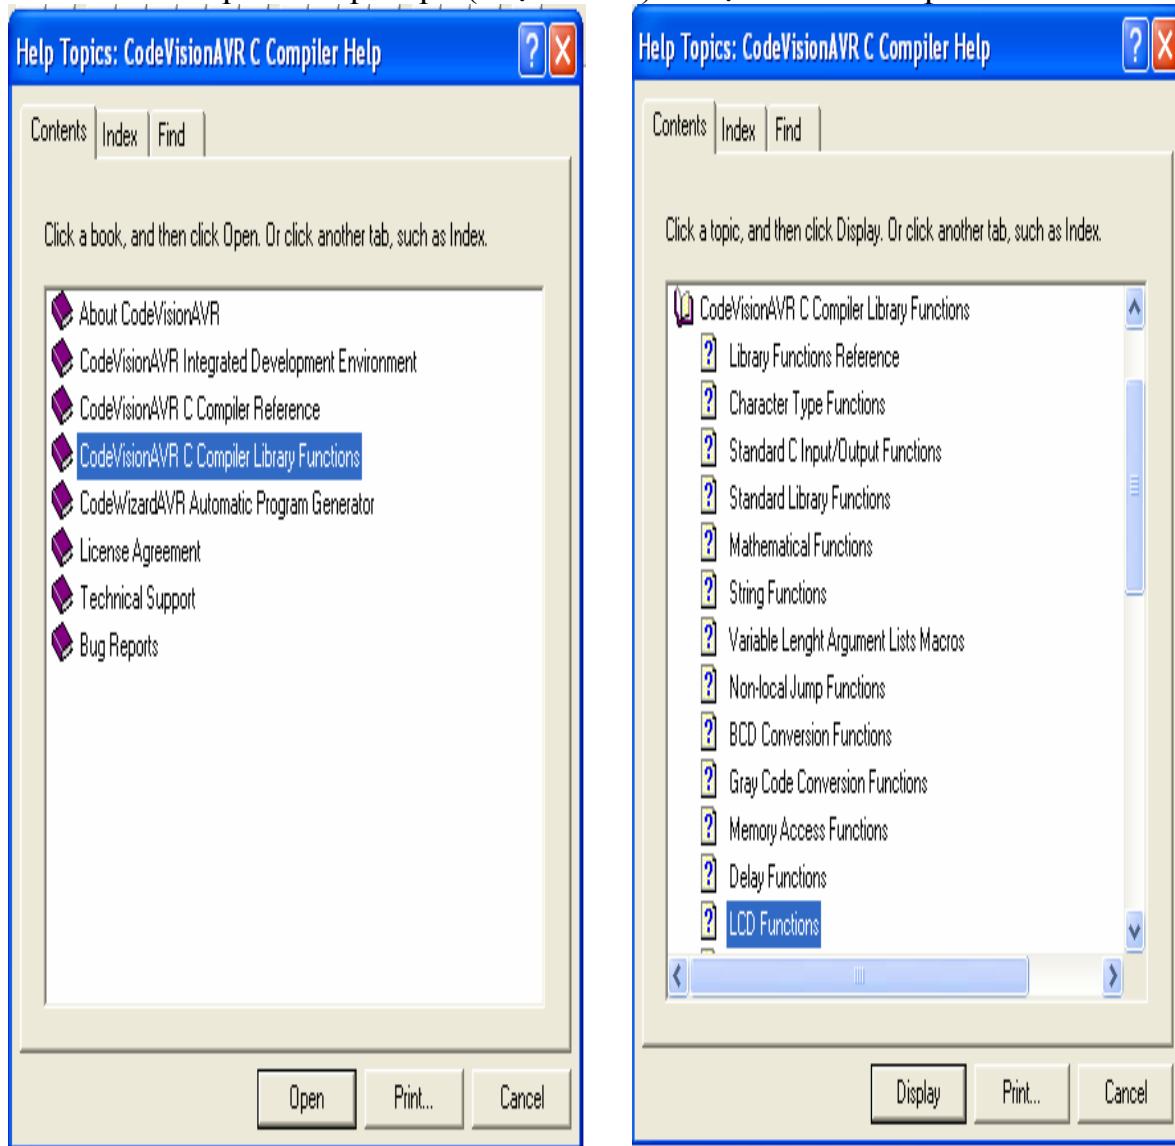 Help Topics: CodeVisionAVR C Compiler Help
Contents Index Find
Click a book, and then click Open. Or click another tab, such as Index.
About CodeVisionAVR
CodeVisionAVR Integrated Development Environment
CodeVisionAVR C Compiler Reference
CodeVisionAVR C Compiler Library Functions
CodeWizardAVR Automatic Program Generator
License Agreement
Technical Support
Bug Reports
Open Print... Cancel
Help Topics: CodeVisionAVR C Compiler Help
Contents Index Find
Click a topic, and then click Display. Or click another tab, such as Index.
CodeVisionAVR C Compiler Library Functions
Library Functions Reference
Character Type Functions
Standard C Input/Output Functions
Standard Library Functions
Mathematical Functions
String Functions
Variable Lenght Argument Lists Macros
Non-local Jump Functions
BCD Conversion Functions
Gray Code Conversion Functions
Memory Access Functions
Delay Functions
LCD Functions
Display Print... Cancel